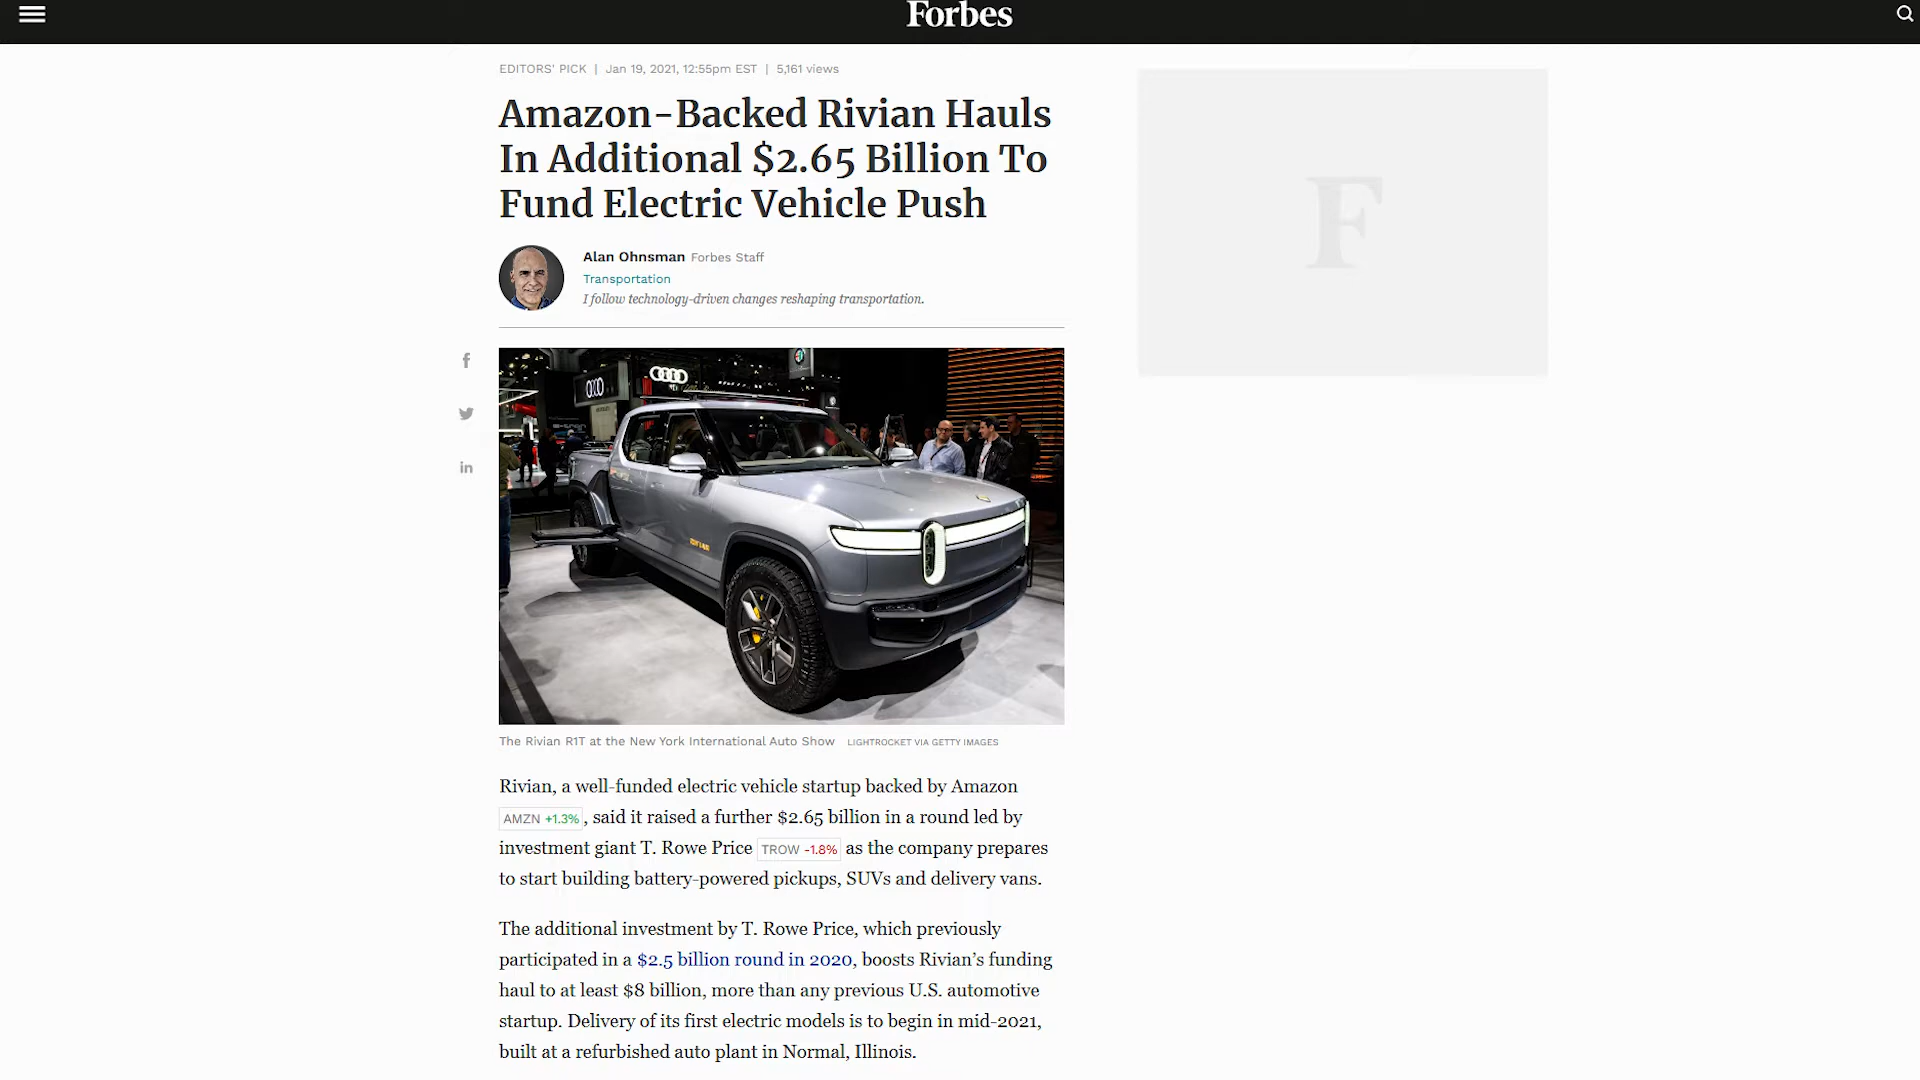 Forbes
EDITORS' PICK | Jan 19, 2021, 12:55pm EST | 5,161 views
Amazon-Backed Rivian Hauls
In Additional $2.65 Billion To
Fund Electric Vehicle Push
Alan Ohnsman Forbes Staff
Transportation
I follow technology-driven changes reshaping transportation.
f
in
F
RIVIAN
The Rivian R1T at the New York International Auto Show LIGHTROCKET VIA GETTY IMAGES
Rivian, a well-funded electric vehicle startup backed by Amazon
AMZN +1.3% , said it raised a further $2.65 billion in a round led by
investment giant T. Rowe Price TROW -1.8% as the company prepares
to start building battery-powered pickups, SUVs and delivery vans.
The additional investment by T. Rowe Price, which previously
participated in a $2.5 billion round in 2020, boosts Rivian's funding
haul to at least $8 billion, more than any previous U.S. automotive
startup. Delivery of its first electric models is to begin in mid-2021,
built at a refurbished auto plant in Normal, Illinois.